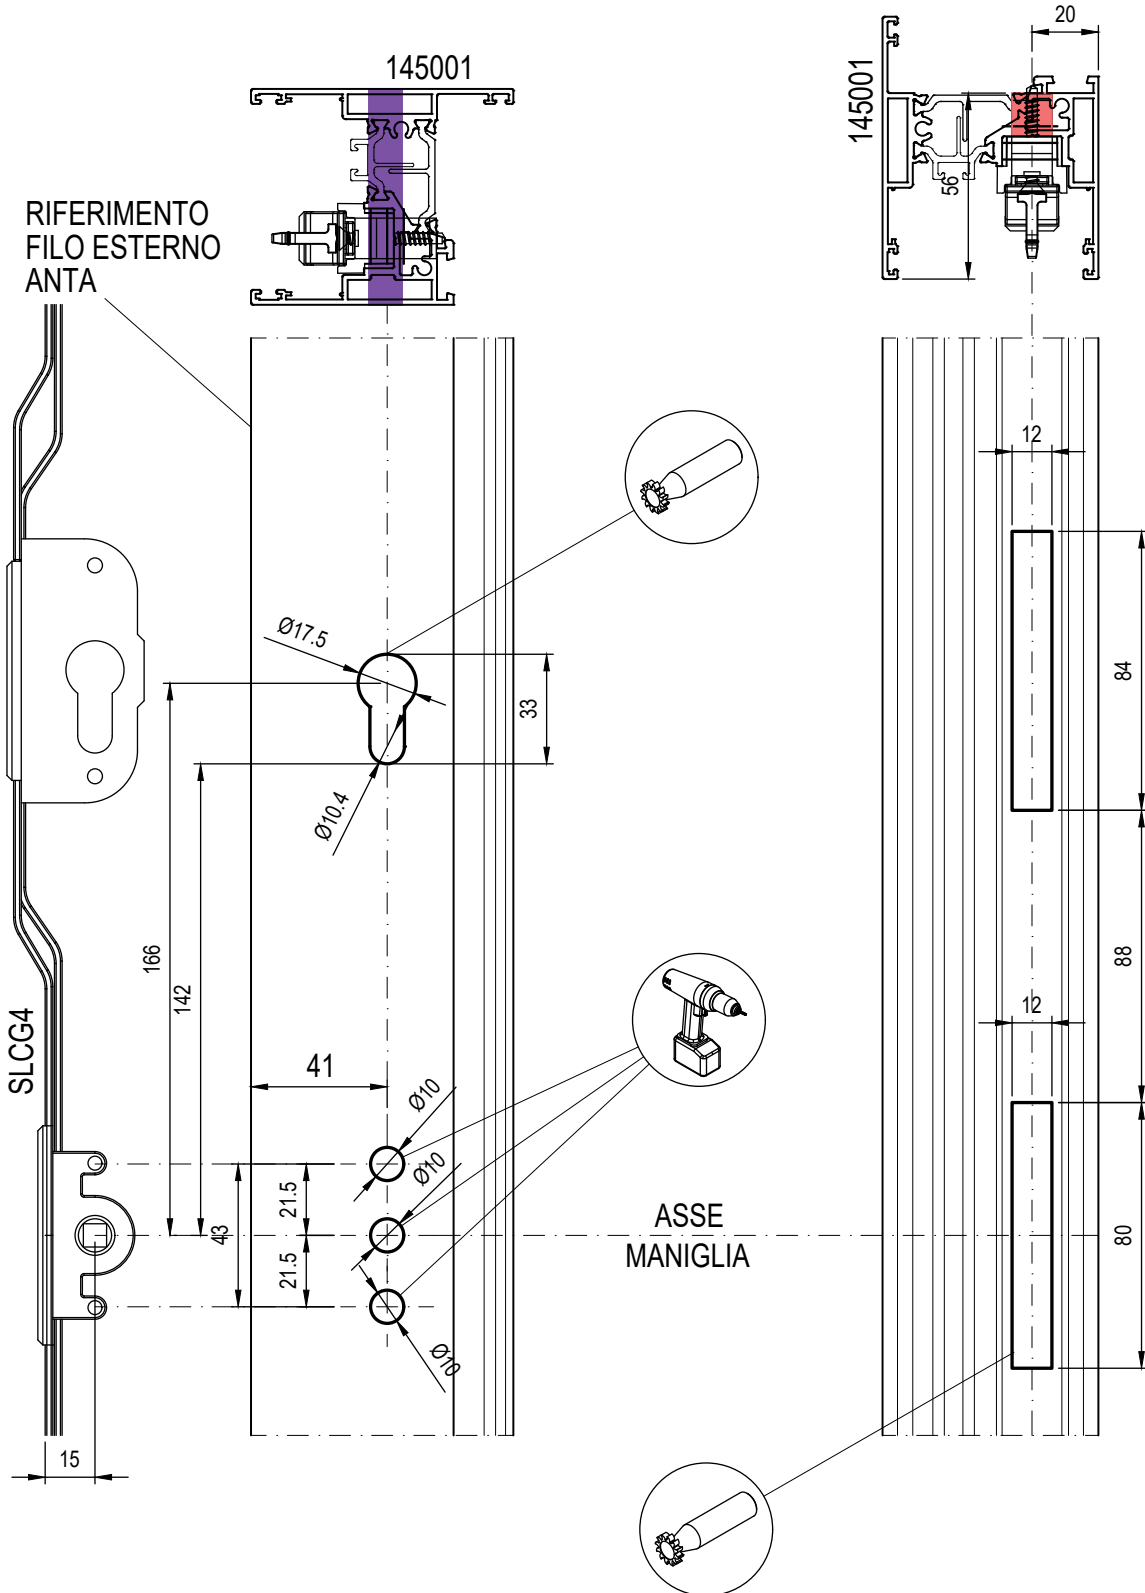 145001
20
145001
56
RIFERIMENTO
FILO ESTERNO
ANTA
12
Ø17.5
84
33
Ø10.4
166
142
88
SLCG4
12
41
Ø10
Ø10
21.5
43
21.5
Ø10
ASSE
MANIGLIA
80
15